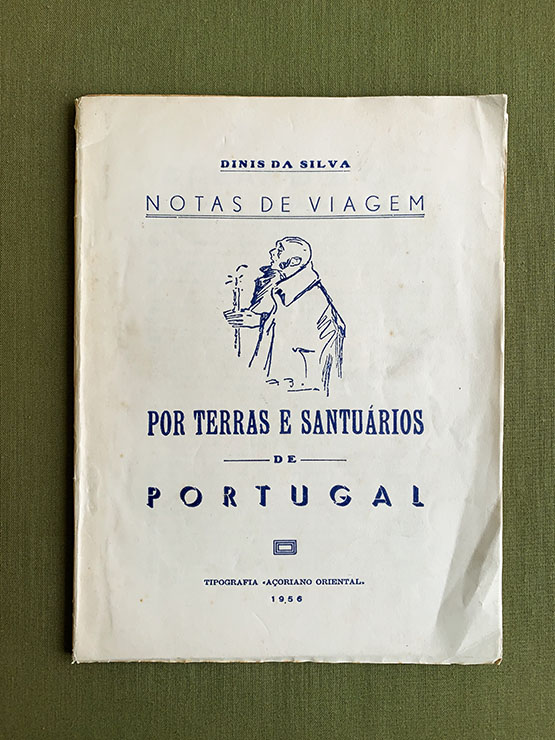 DINIS DA SILVA
NOTAS DE VIAGEM
POR TERRAS E SANTUÁRIOS
DE
PORTUGAL
TIPOGRAFIA «AÇORIANO ORIENTAL»
1956